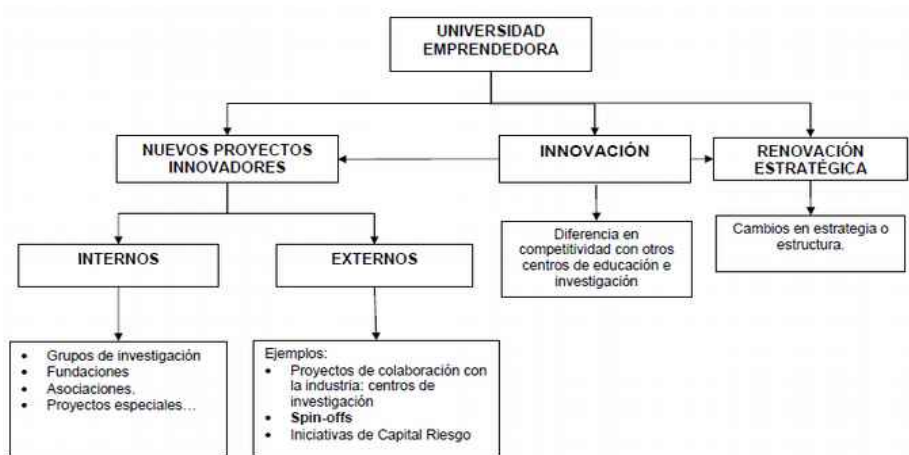 UNIVERSIDAD
EMPRENDEDORA
NUEVOS PROYECTOS
INNOVADORES
INNOVACIÓN
RENOVACIÓN
ESTRATÉGICA
INTERNOS
EXTERNOS
Diferencia en
competitividad con otros
centros de educación e
investigación
Cambios en estrategia o
estructura.
• Grupos de investigación
• Fundaciones
• Asociaciones.
• Proyectos especiales…
Ejemplos:
• Proyectos de colaboración con
la industria: centros de
investigación
• Spin-offs
• Iniciativas de Capital Riesgo